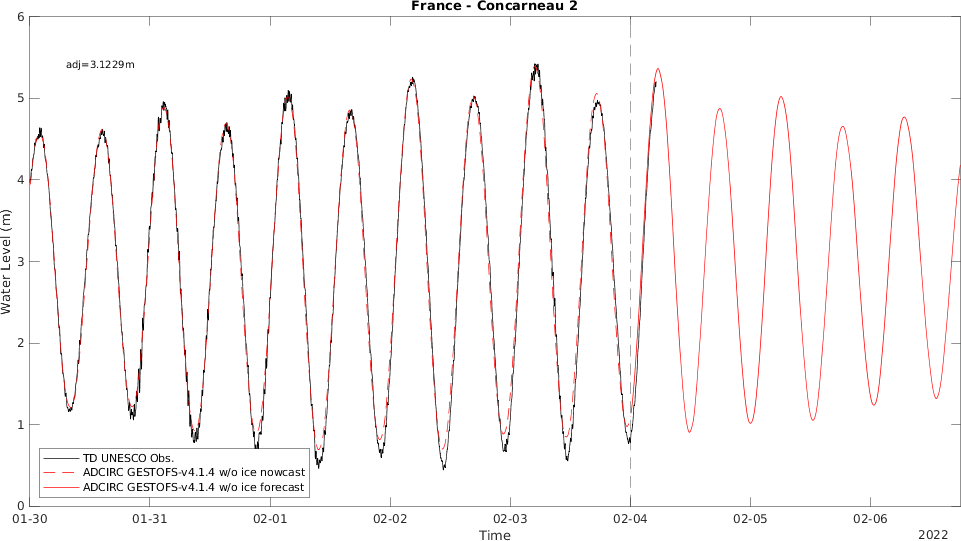 France - Concarneau 2
adj=3.1229m
6
5
4
3
2
1
0
Water Level (m)
TD UNESCO Obs.
ADCIRC GESTOFS-v4.1.4 w/o ice nowcast
ADCIRC GESTOFS-v4.1.4 w/o ice forecast
01-30 01-31 02-01 02-02 02-03 02-04 02-05 02-06
Time
2022